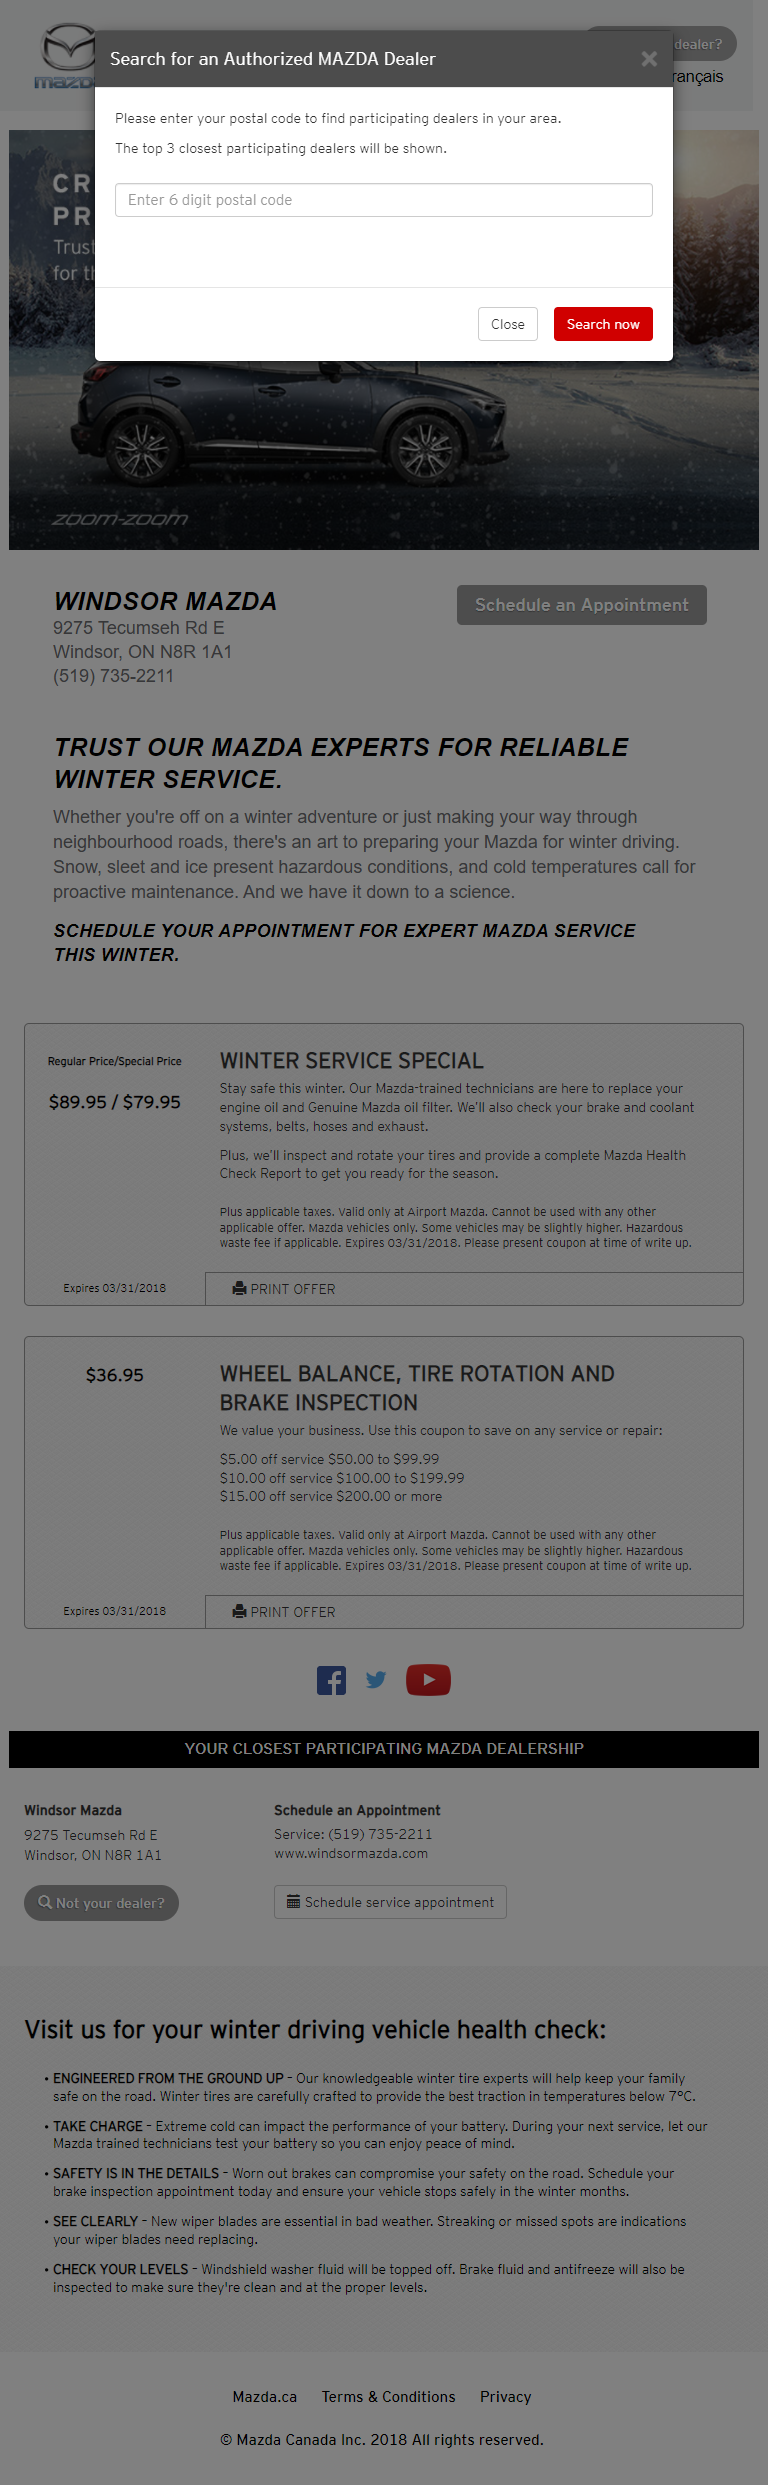 mazda
dealer?
Search for an Authorized MAZDA Dealer
×
Please enter your postal code to find participating dealers in your area.
The top 3 closest participating dealers will be shown.
Enter 6 digit postal code
Close
Search now
zoom-zoom
WINDSOR MAZDA
9275 Tecumseh Rd E
Windsor, ON N8R 1A1
(519) 735-2211
Schedule an Appointment
TRUST OUR MAZDA EXPERTS FOR RELIABLE
WINTER SERVICE.
Whether you're off on a winter adventure or just making your way through
neighbourhood roads, there's an art to preparing your Mazda for winter driving.
Snow, sleet and ice present hazardous conditions, and cold temperatures call for
proactive maintenance. And we have it down to a science.
SCHEDULE YOUR APPOINTMENT FOR EXPERT MAZDA SERVICE
THIS WINTER.
Regular Price/Special Price
$89.95 / $79.95
WINTER SERVICE SPECIAL
Stay safe this winter. Our Mazda-trained technicians are here to replace your
engine oil and Genuine Mazda oil filter. We'll also check your brake and coolant
systems, belts, hoses and exhaust.
Plus, we'll inspect and rotate your tires and provide a complete Mazda Health
Check Report to get you ready for the season.
Plus applicable taxes. Valid only at Airport Mazda. Cannot be used with any other
applicable offer. Mazda vehicles only. Some vehicles may be slightly higher. Hazardous
waste fee if applicable. Expires 03/31/2018. Please present coupon at time of write up.
Expires 03/31/2018
PRINT OFFER
$36.95
WHEEL BALANCE, TIRE ROTATION AND
BRAKE INSPECTION
We value your business. Use this coupon to save on any service or repair:
$5.00 off service $50.00 to $99.99
$10.00 off service $100.00 to $199.99
$15.00 off service $200.00 or more
Plus applicable taxes. Valid only at Airport Mazda. Cannot be used with any other
applicable offer. Mazda vehicles only. Some vehicles may be slightly higher. Hazardous
waste fee if applicable. Expires 03/31/2018. Please present coupon at time of write up.
Expires 03/31/2018
PRINT OFFER
YOUR CLOSEST PARTICIPATING MAZDA DEALERSHIP
Windsor Mazda
9275 Tecumseh Rd E
Windsor, ON N8R 1A1
Not your dealer?
Schedule an Appointment
Service: (519) 735-2211
www.windsormazda.com
Schedule service appointment
Visit us for your winter driving vehicle health check:
• ENGINEERED FROM THE GROUND UP – Our knowledgeable winter tire experts will help keep your family
safe on the road. Winter tires are carefully crafted to provide the best traction in temperatures below 7°C.
• TAKE CHARGE – Extreme cold can impact the performance of your battery. During your next service, let our
Mazda trained technicians test your battery so you can enjoy peace of mind.
• SAFETY IS IN THE DETAILS – Worn out brakes can compromise your safety on the road. Schedule your
brake inspection appointment today and ensure your vehicle stops safely in the winter months.
• SEE CLEARLY – New wiper blades are essential in bad weather. Streaking or missed spots are indications
your wiper blades need replacing.
• CHECK YOUR LEVELS – Windshield washer fluid will be topped off. Brake fluid and antifreeze will also be
inspected to make sure they're clean and at the proper levels.
Mazda.ca Terms & Conditions Privacy
© Mazda Canada Inc. 2018 All rights reserved.